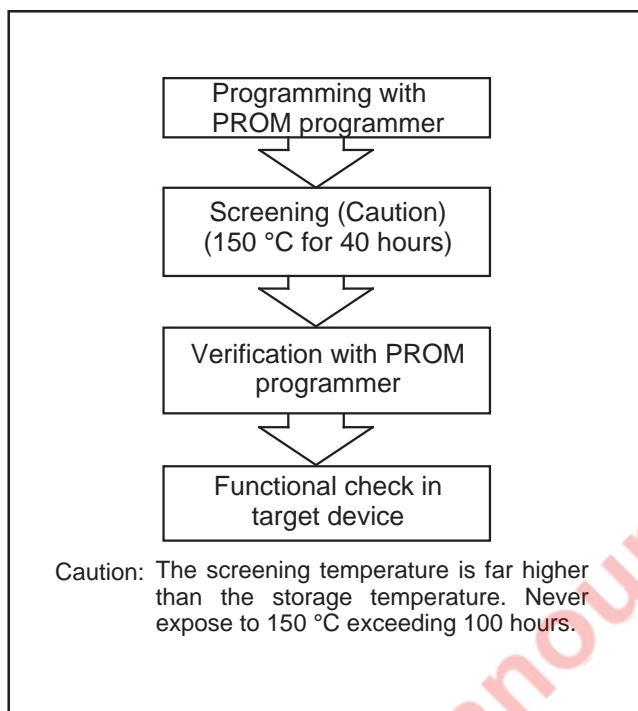 Programming with
PROM programmer
Screening (Caution)
(150 °C for 40 hours)
Verification with PROM
programmer
Functional check in
target device
Caution: The screening temperature is far higher
than the storage temperature. Never
expose to 150 °C exceeding 100 hours.